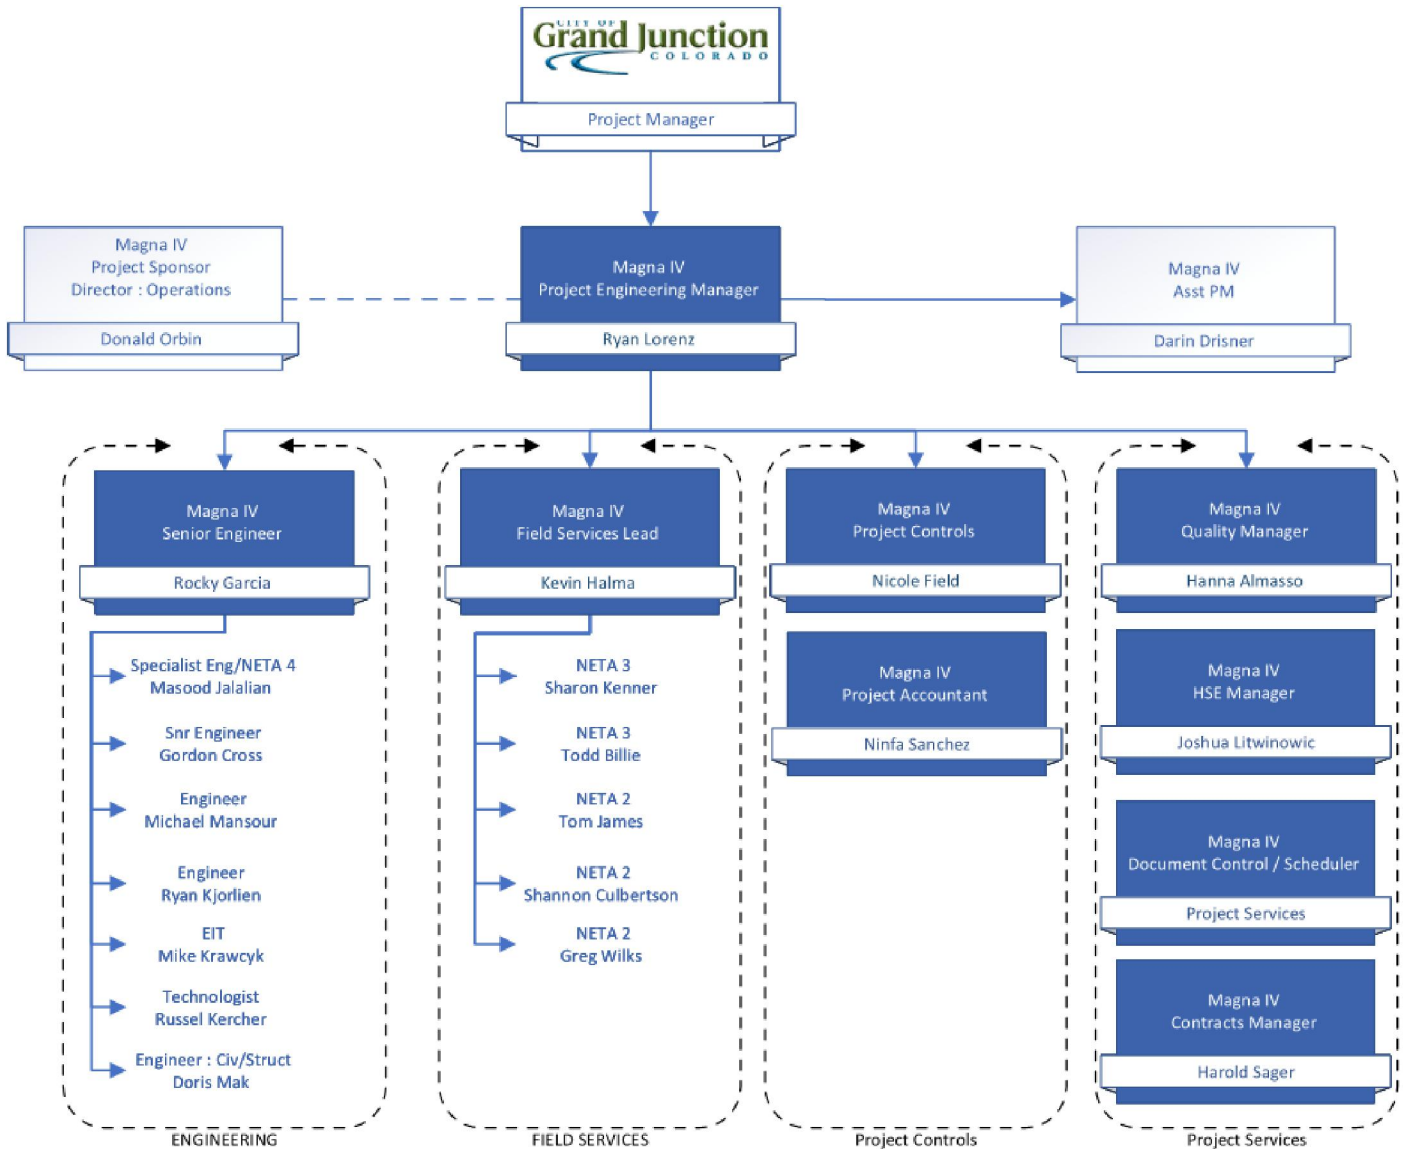 CITY OF
Grand Junction
COLORADO
Project Manager
Magna IV
Project Sponsor
Director : Operations
Donald Orbin
Magna IV
Project Engineering Manager
Ryan Lorenz
Magna IV
Asst PM
Darin Drisner
Magna IV
Senior Engineer
Rocky Garcia
Specialist Eng/NETA 4
Masood Jalalian
Snr Engineer
Gordon Cross
Engineer
Michael Mansour
Engineer
Ryan Kjorlien
EIT
Mike Krawcyk
Technologist
Russel Kercher
Engineer : Civ/Struct
Doris Mak
ENGINEERING
Magna IV
Field Services Lead
Kevin Halma
NETA 3
Sharon Kenner
NETA 3
Todd Billie
NETA 2
Tom James
NETA 2
Shannon Culbertson
NETA 2
Greg Wilks
FIELD SERVICES
Magna IV
Project Controls
Nicole Field
Magna IV
Project Accountant
Ninfa Sanchez
Project Controls
Magna IV
Quality Manager
Hanna Almasso
Magna IV
HSE Manager
Joshua Litwinowic
Magna IV
Document Control / Scheduler
Project Services
Magna IV
Contracts Manager
Harold Sager
Project Services